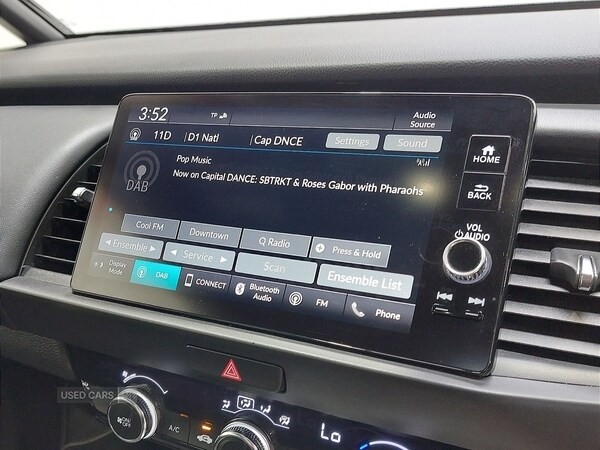 3:52 TP Audio Source
11D D1 Natl Cap DNCE Settings Sound
DAB
Pop Music
Now on Capital DANCE: SBTRKT & Roses Gabor with Pharaohs
HOME
BACK
VOL
AUDIO
Cool FM Downtown Q Radio Press & Hold
Ensemble Service Scan Ensemble List
Display Mode DAB CONNECT Bluetooth Audio FM Phone
USED CARS
ON/OFF A/C Lo